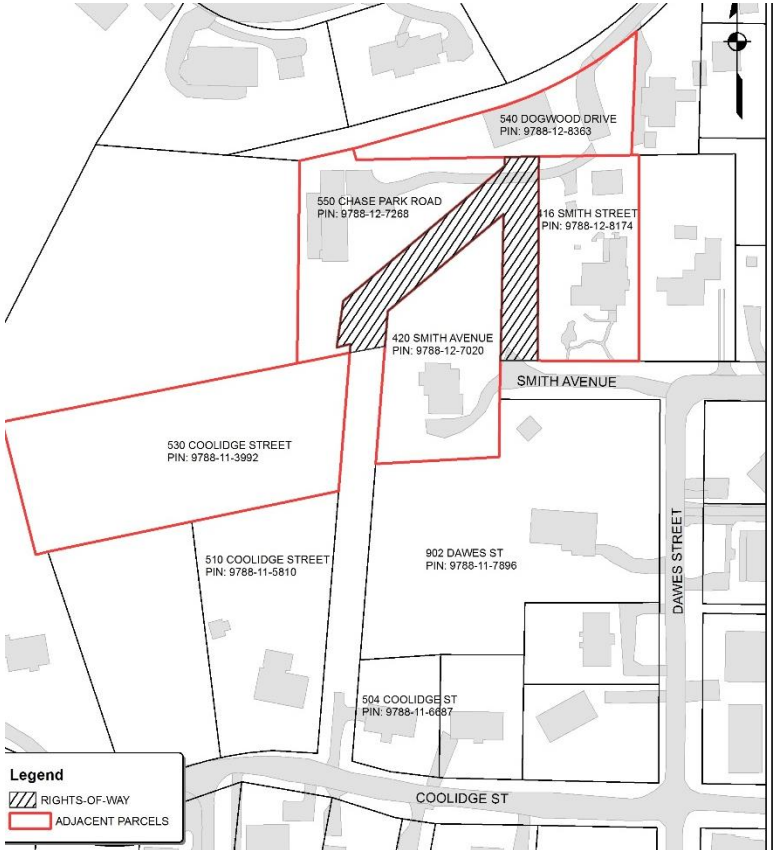 540 DOGWOOD DRIVE
PIN: 9788-12-8363
550 CHASE PARK ROAD
PIN: 9788-12-7268
416 SMITH STREET
PIN: 9788-12-8174
420 SMITH AVENUE
PIN: 9788-12-7020
SMITH AVENUE
530 COOLIDGE STREET
PIN: 9788-11-3992
510 COOLIDGE STREET
PIN: 9788-11-5810
902 DAWES ST
PIN: 9788-11-7896
DAWES STREET
504 COOLIDGE ST
PIN: 9788-11-6687
COOLIDGE ST
Legend
RIGHTS-OF-WAY
ADJACENT PARCELS